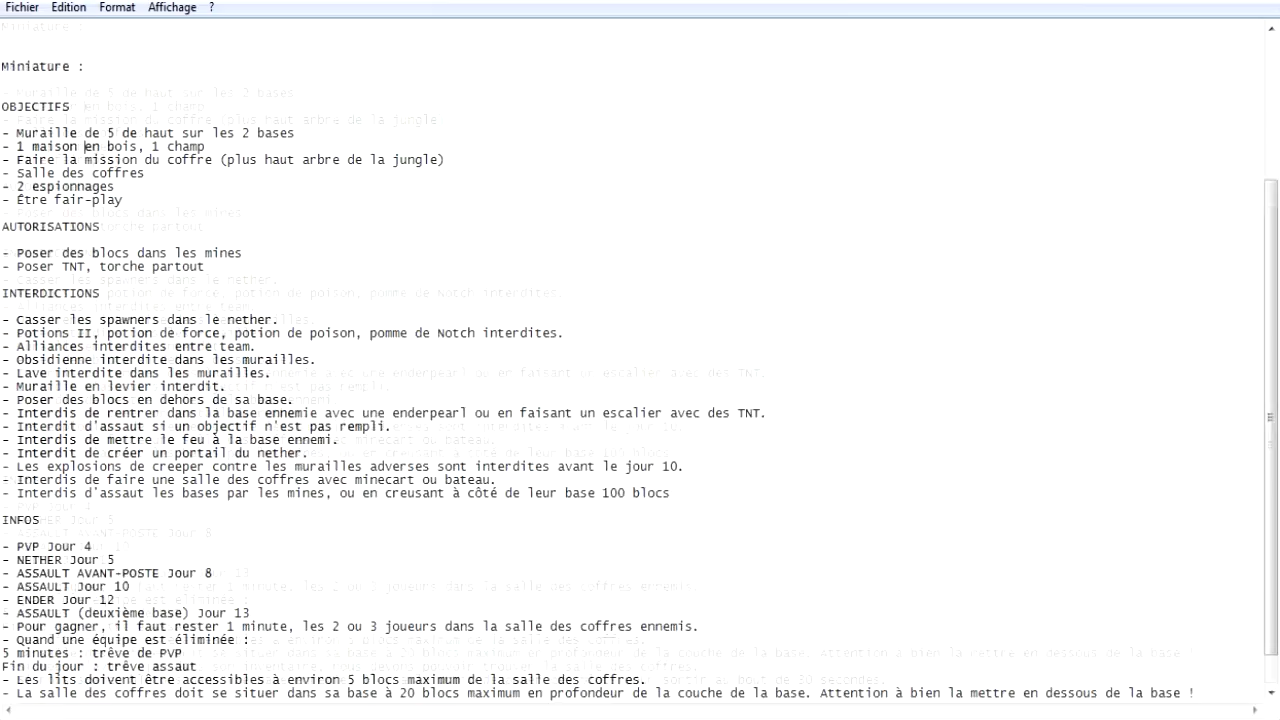 Fichier Edition Format Affichage ?
Miniature :
Miniature :
OBJECTIFS
- Muraille de 5 de haut sur les 2 bases
- 1 maison en bois, 1 champ
- Faire la mission du coffre (plus haut arbre de la jungle)
- Salle des coffres
- 2 espionnages
- Être fair-play
AUTORISATIONS
- Poser des blocs dans les mines
- Poser TNT, torche partout
INTERDICTIONS
- Casser les spawners dans le nether.
- Potions II, potion de force, potion de poison, pomme de Notch interdites.
- Alliances interdites entre team.
- Obsidienne interdite dans les murailles.
- Lave interdite dans les murailles.
- Muraille en levier interdit.
- Poser des blocs en dehors de sa base.
- Interdis de rentrer dans la base ennemie avec une enderpearl ou en faisant un escalier avec des TNT.
- Interdit d'assaut si un objectif n'est pas rempli.
- Interdis de mettre le feu à la base ennemi.
- Interdis de créer un portail du nether.
- Les explosions de creeper contre les murailles adverses sont interdites avant le jour 10.
- Interdis de faire une salle des coffres avec minecart ou bateau.
- Interdis d'assaut les bases par les mines, ou en creusant à côté de leur base 100 blocs
INFOS
- PVP Jour 4
- NETHER Jour 5
- ASSAULT AVANT-POSTE Jour 8
- ASSAULT Jour 10
- ENDER Jour 12
- ASSAULT (deuxième base) Jour 13
- Pour gagner, il faut rester 1 minute, les 2 ou 3 joueurs dans la salle des coffres ennemis.
- Quand une équipe est éliminée :
5 minutes : trêve de PVP
Fin du jour : trêve assaut
- Les lits doivent être accessibles à environ 5 blocs maximum de la salle des coffres.
- La salle des coffres doit se situer dans sa base à 20 blocs maximum en profondeur de la couche de la base. Attention à bien la mettre en dessous de la base !